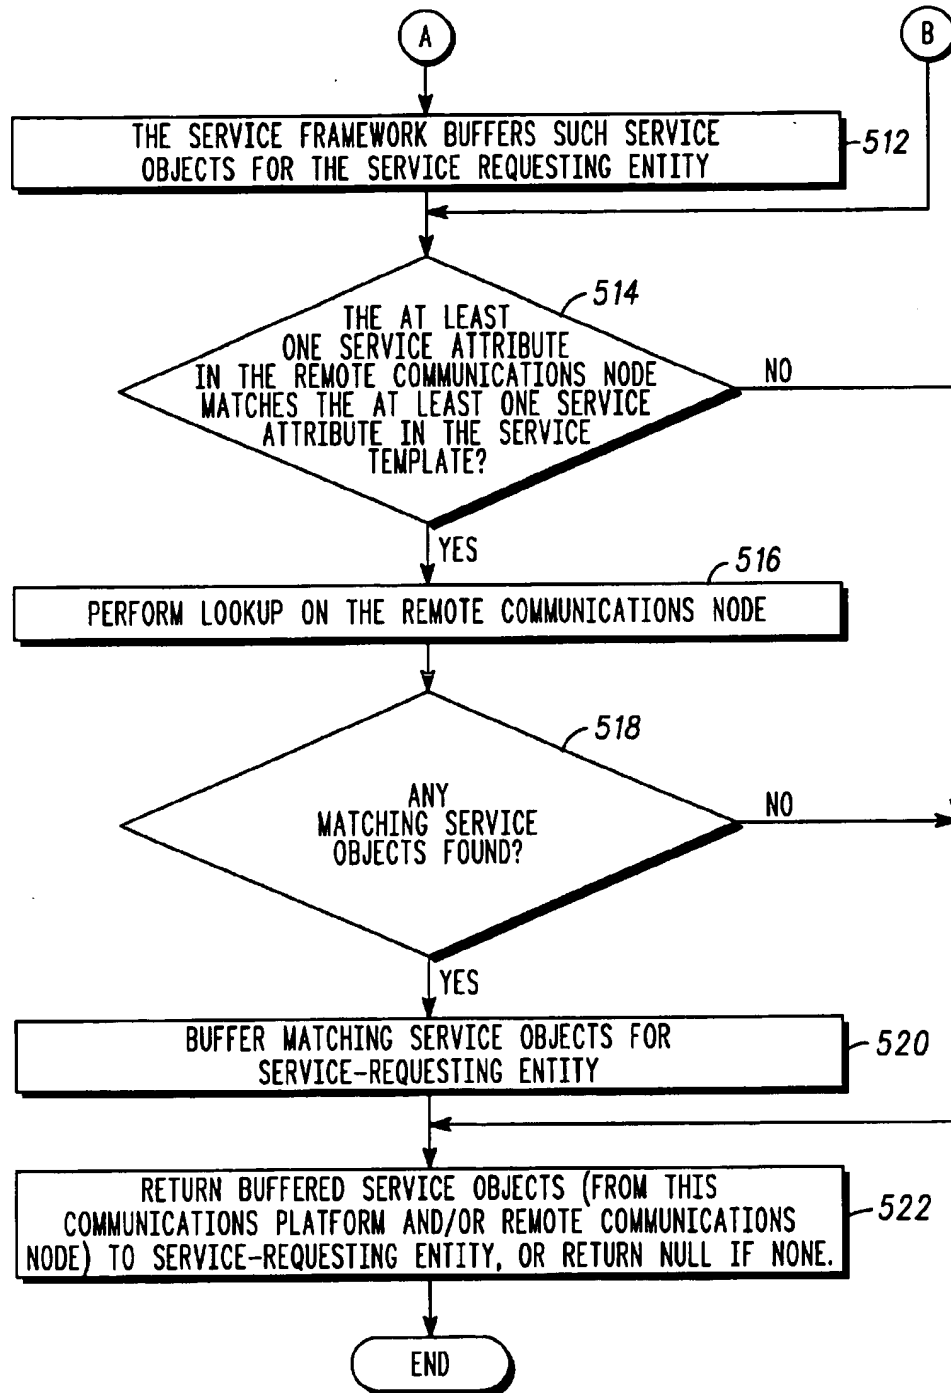 A
B
THE SERVICE FRAMEWORK BUFFERS SUCH SERVICE
OBJECTS FOR THE SERVICE REQUESTING ENTITY
512
514
THE AT LEAST
ONE SERVICE ATTRIBUTE
IN THE REMOTE COMMUNICATIONS NODE
MATCHES THE AT LEAST ONE SERVICE
ATTRIBUTE IN THE SERVICE
TEMPLATE?
NO
YES
516
PERFORM LOOKUP ON THE REMOTE COMMUNICATIONS NODE
518
ANY
MATCHING SERVICE
OBJECTS FOUND?
NO
YES
BUFFER MATCHING SERVICE OBJECTS FOR
SERVICE-REQUESTING ENTITY
520
RETURN BUFFERED SERVICE OBJECTS (FROM THIS
COMMUNICATIONS PLATFORM AND/OR REMOTE COMMUNICATIONS
NODE) TO SERVICE-REQUESTING ENTITY, OR RETURN NULL IF NONE.
522
END